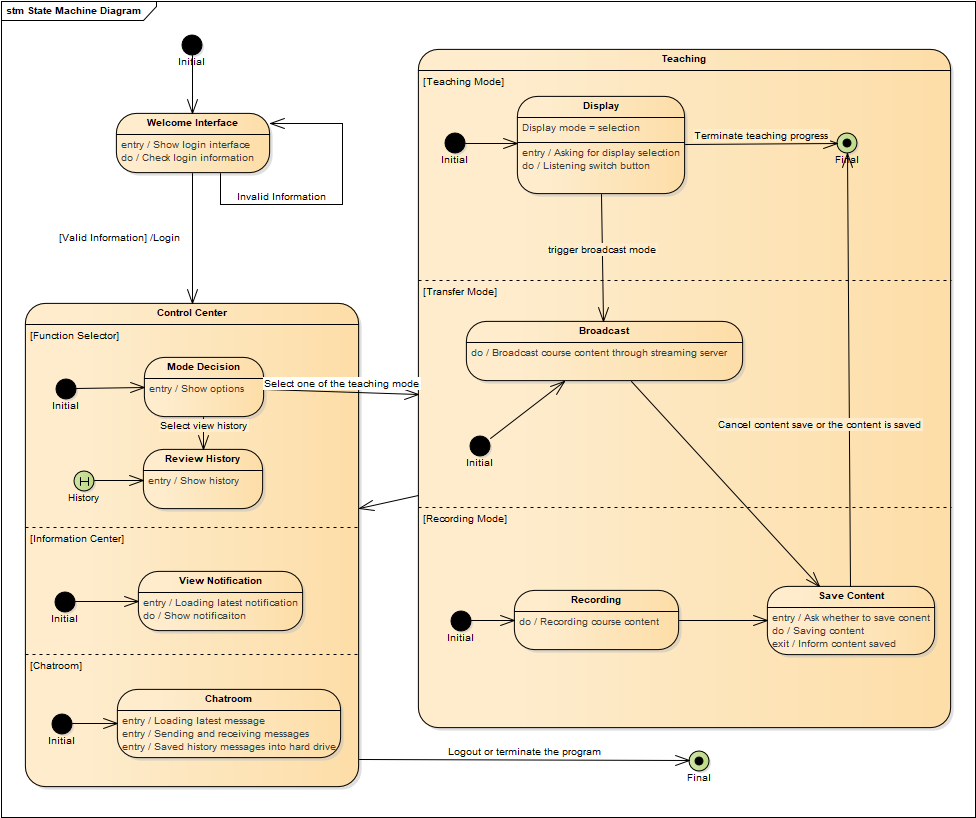 stm State Machine Diagram
Initial
Welcome Interface
entry / Show login interface
do / Check login information
Invalid Information
[Valid Information] /Login
Control Center
[Function Selector]
Initial
Mode Decision
entry / Show options
Select one of the teaching mode
Select view history
Review History
entry / Show history
H
History
[Information Center]
Initial
View Notification
entry / Loading latest notification
do / Show notificaiton
[Chatroom]
Initial
Chatroom
entry / Loading latest message
entry / Sending and receiving messages
entry / Saved history messages into hard drive
Logout or terminate the program
Final
Teaching
[Teaching Mode]
Initial
Display
Display mode = selection
entry / Asking for display selection
do / Listening switch button
Terminate teaching progress
Final
trigger broadcast mode
[Transfer Mode]
Broadcast
do / Broadcast course content through streaming server
Initial
Cancel content save or the content is saved
[Recording Mode]
Initial
Recording
do / Recording course content
Save Content
entry / Ask whether to save conent
do / Saving content
exit / Inform content saved